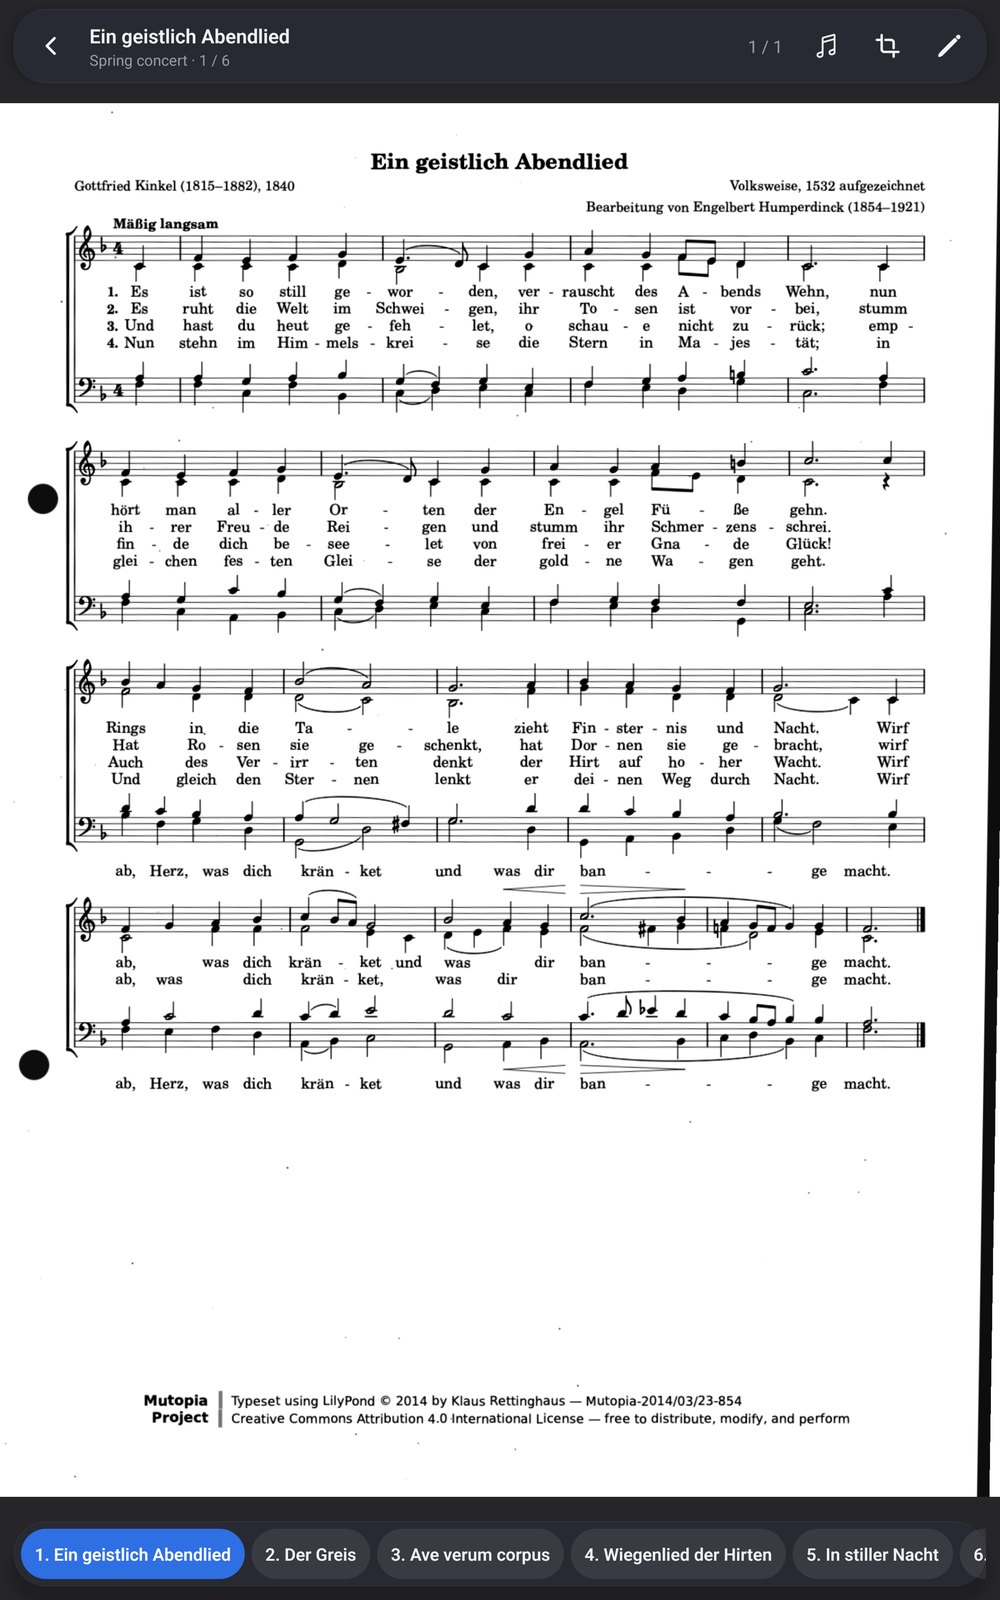 Ein geistlich Abendlied
Spring concert · 1 / 6
1 / 1
Ein geistlich Abendlied
Gottfried Kinkel (1815–1882), 1840
Volksweise, 1532 aufgezeichnet
Bearbeitung von Engelbert Humperdinck (1854–1921)
Mäßig langsam
1. Es ist so still ge - wor - den, ver - rauscht des A - bends Wehn, nun
2. Es ruht die Welt im Schwei - gen, ihr To - sen ist vor - bei, stumm
3. Und hast du heut ge - feh - let, o schau - e nicht zu - rück; emp -
4. Nun stehn im Him - mels - krei - se die Stern in Ma - jes - tät; in
hört man al - ler Or - ten der En - gel Fü - ße gehn.
ih - rer Freu - de Rei - gen und stumm ihr Schmer - zens - schrei.
fin - de dich be - see - let von frei - er Gna - de Glück!
glei - chen fes - ten Glei - se der gold - ne Wa - gen geht.
Rings in die Ta - - le zieht Fin - ster - nis und Nacht. Wirf
Hat Ro - sen sie ge - schenkt, hat Dor - nen sie ge - bracht, wirf
Auch des Ver - irr - ten denkt der Hirt auf ho - her Wacht. Wirf
Und gleich den Ster - nen lenkt er dei - nen Weg durch Nacht. Wirf
ab, Herz, was dich krän - ket und was dir ban - - - ge macht.
ab, was dich krän - ket und was dir ban - - - ge macht.
ab, was dich krän - ket, was dir ban - - - ge macht.
ab, Herz, was dich krän - ket und was dir ban - - - ge macht.
Mutopia Project
Typeset using LilyPond © 2014 by Klaus Rettinghaus — Mutopia-2014/03/23-854
Creative Commons Attribution 4.0 International License — free to distribute, modify, and perform
1. Ein geistlich Abendlied
2. Der Greis
3. Ave verum corpus
4. Wiegenlied der Hirten
5. In stiller Nacht
6.